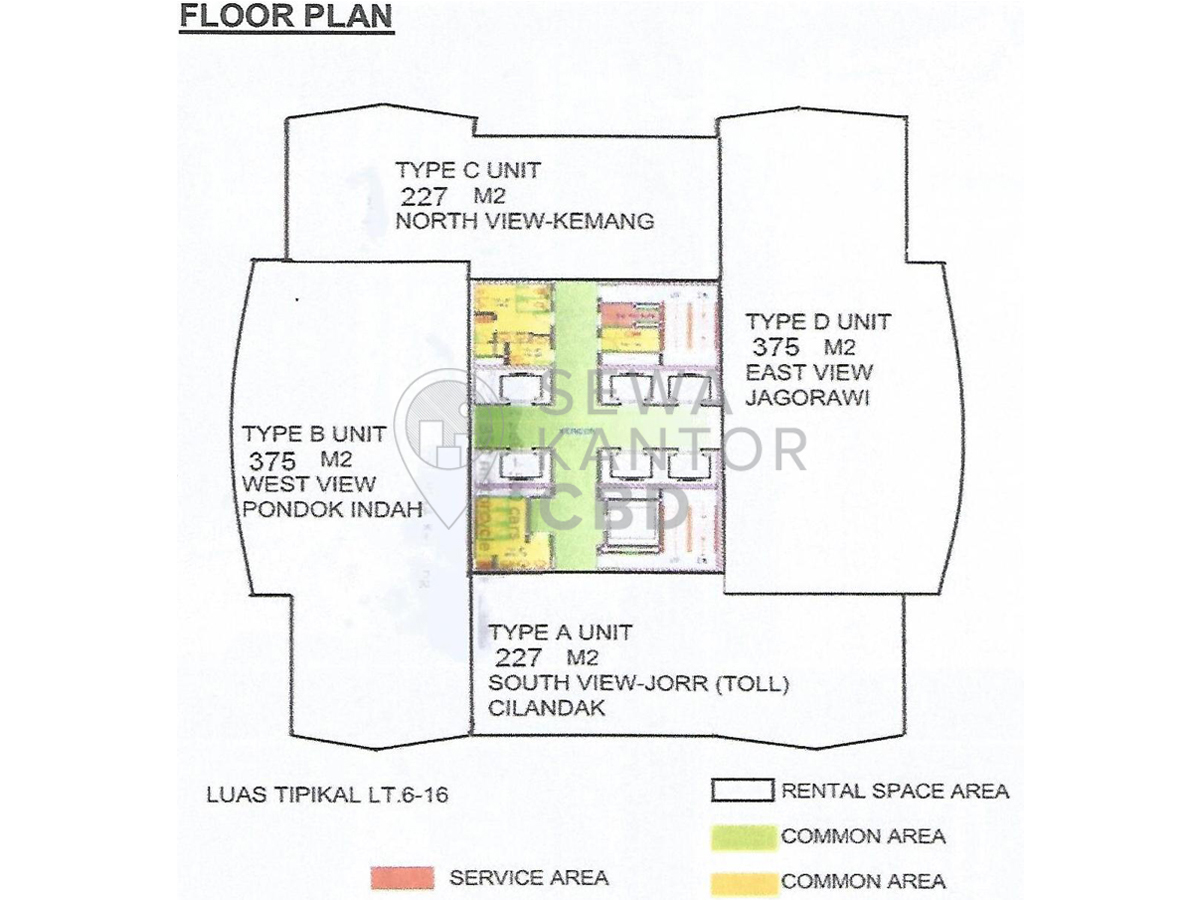 FLOOR PLAN
TYPE C UNIT
227 M2
NORTH VIEW-KEMANG
TYPE D UNIT
375 M2
EAST VIEW
JAGORAWI
SEWA
KANTOR
CBD
TYPE B UNIT
375 M2
WEST VIEW
PONDOK INDAH
cars
cycle
TYPE A UNIT
227 M2
SOUTH VIEW-JORR (TOLL)
CILANDAK
LUAS TIPIKAL LT.6-16
RENTAL SPACE AREA
COMMON AREA
SERVICE AREA
COMMON AREA